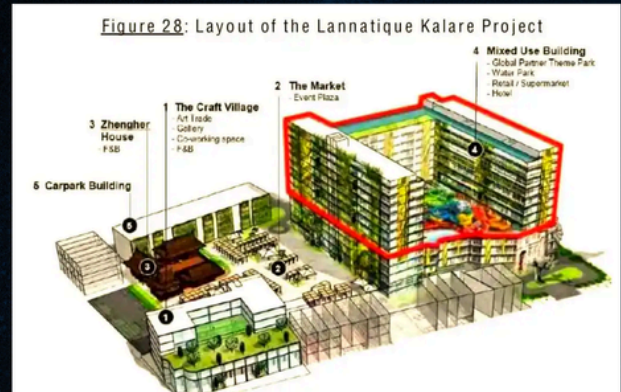 Figure 28: Layout of the Lannatique Kalare Project
4 Mixed Use Building
- Global Partner Theme Park
- Water Park
- Retail / Supermarket
- Hotel
2 The Market
- Event Plaza
1 The Craft Village
- Art Trade
- Gallery
- Co-working space
- F&B
3 Zhengher
House
- F&B
5 Carpark Building
4
5
3
2
1